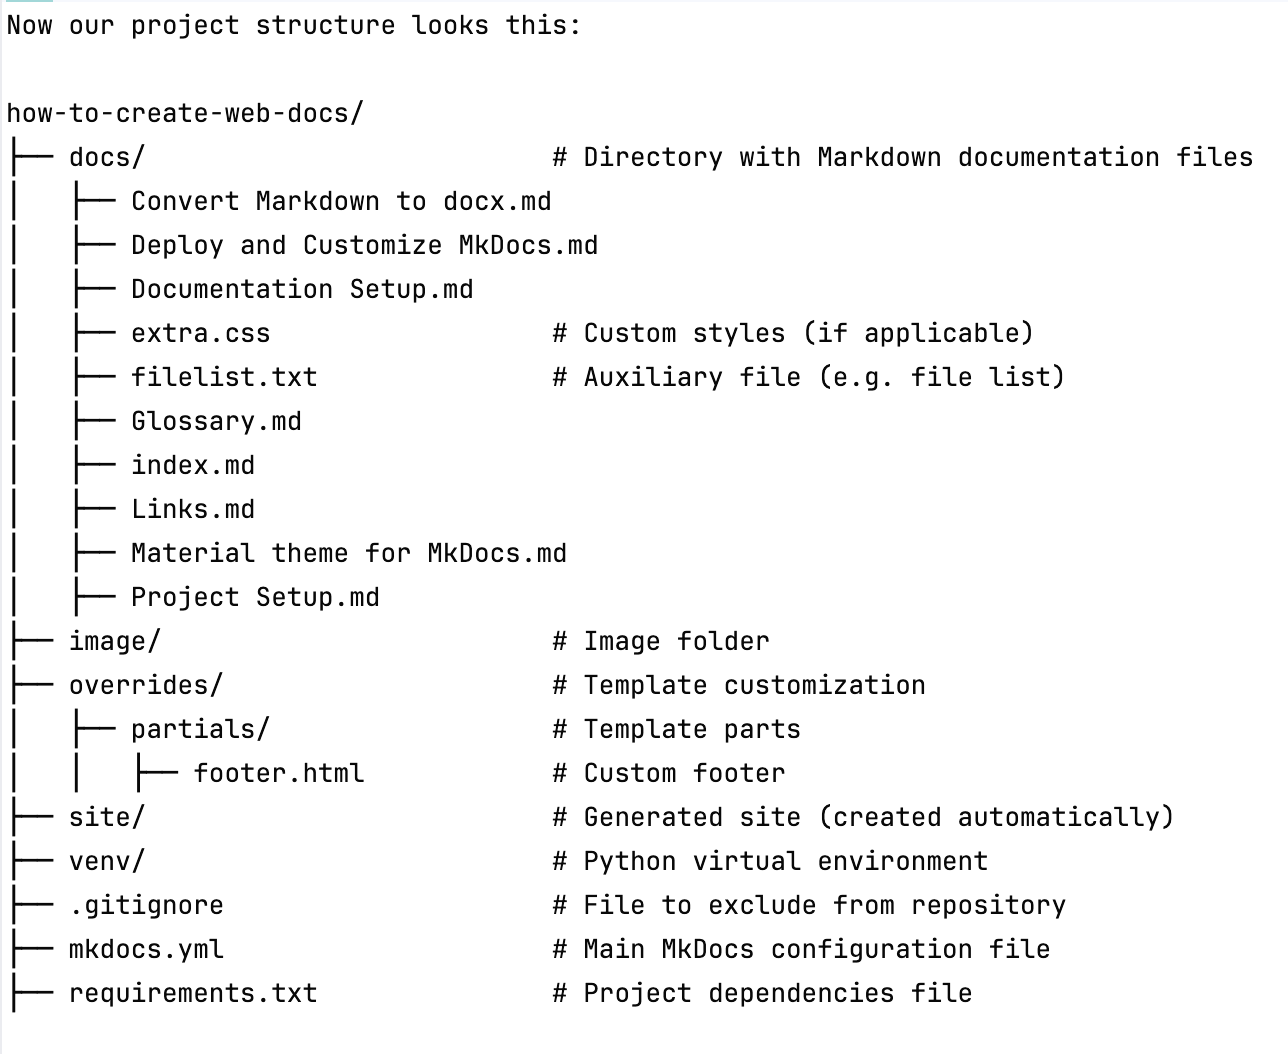 Now our project structure looks this:

how-to-create-web-docs/
├── docs/                           # Directory with Markdown documentation files
│   ├── Convert Markdown to docx.md
│   ├── Deploy and Customize MkDocs.md
│   ├── Documentation Setup.md
│   ├── extra.css                  # Custom styles (if applicable)
│   ├── filelist.txt               # Auxiliary file (e.g. file list)
│   ├── Glossary.md
│   ├── index.md
│   ├── Links.md
│   ├── Material theme for MkDocs.md
│   ├── Project Setup.md
├── image/                         # Image folder
├── overrides/                     # Template customization
│   ├── partials/                  # Template parts
│   │   ├── footer.html            # Custom footer
├── site/                          # Generated site (created automatically)
├── venv/                          # Python virtual environment
├── .gitignore                     # File to exclude from repository
├── mkdocs.yml                     # Main MkDocs configuration file
├── requirements.txt               # Project dependencies file